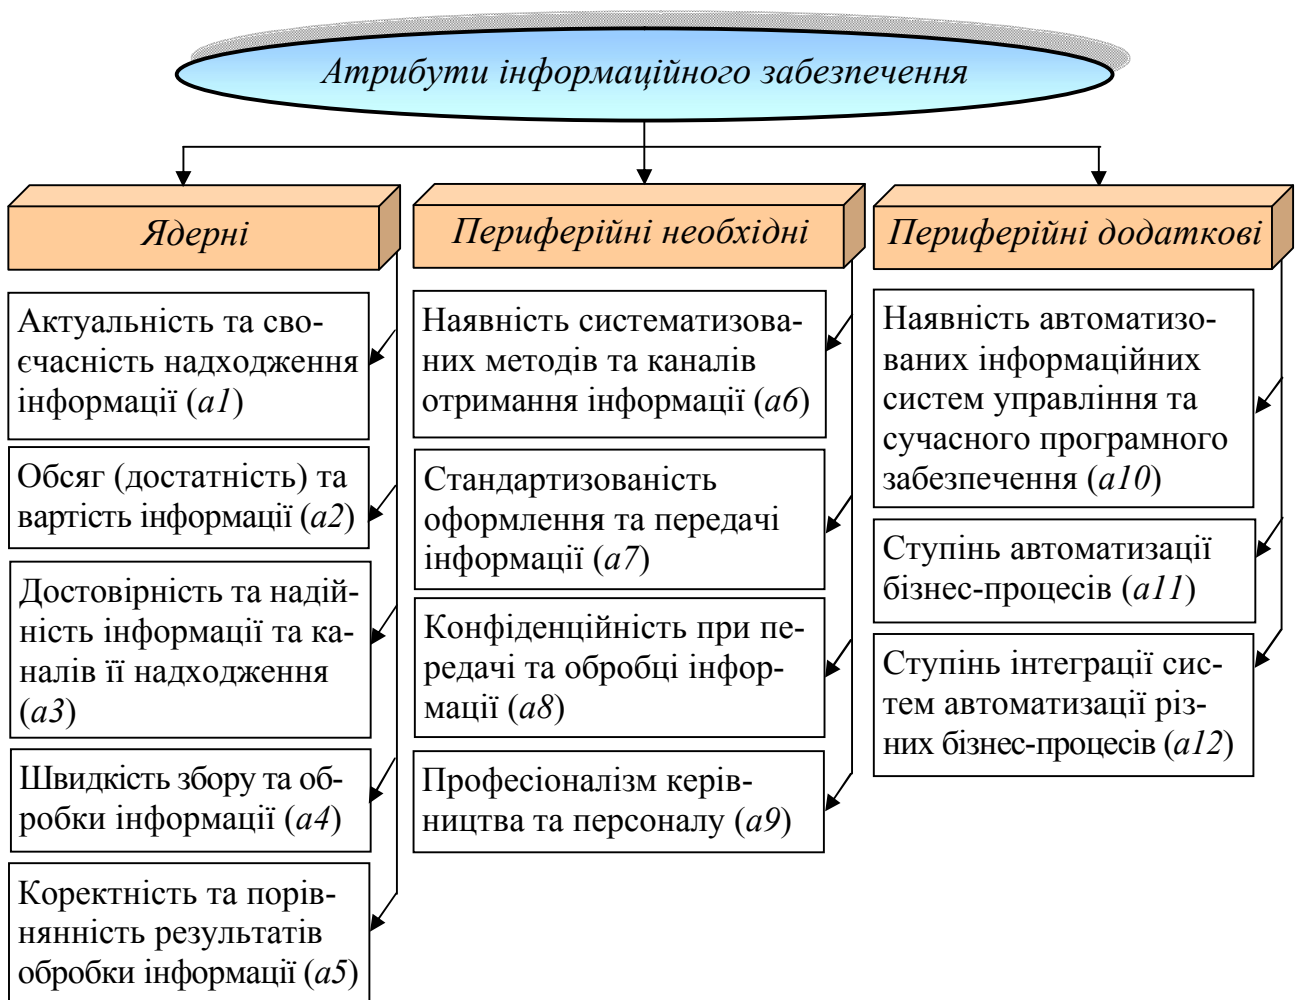 Атрибути інформаційного забезпечення
Ядерні
Актуальність та сво-
єчасність надходження
інформації (а1)
Обсяг (достатність) та
вартість інформації (а2)
Достовірність та надій-
ність інформації та ка-
налів її надходження
(а3)
Швидкість збору та об-
робки інформації (а4)
Коректність та порів-
нянність результатів
обробки інформації (а5)
Периферійні необхідні
Наявність систематизова-
них методів та каналів
отримання інформації (а6)
Стандартизованість
оформлення та передачі
інформації (а7)
Конфіденційність при пе-
редачі та обробці інфор-
мації (а8)
Професіоналізм керів-
ництва та персоналу (а9)
Периферійні додаткові
Наявність автоматизо-
ваних інформаційних
систем управління та
сучасного програмного
забезпечення (а10)
Ступінь автоматизації
бізнес-процесів (а11)
Ступінь інтеграції сис-
тем автоматизації різ-
них бізнес-процесів (а12)